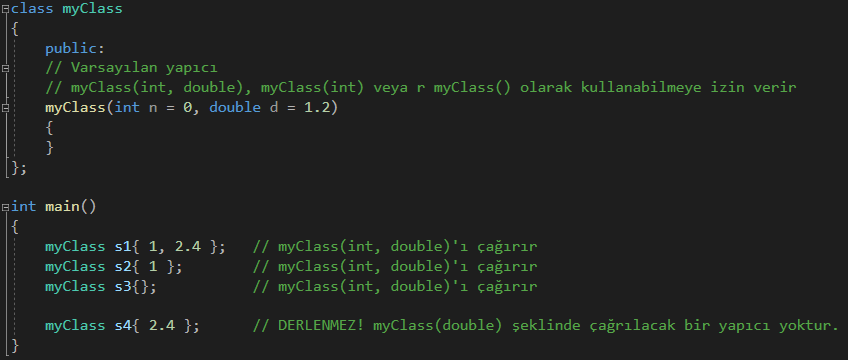 class myClass
{
public:
// Varsayılan yapıcı
// myClass(int, double), myClass(int) veya r myClass() olarak kullanabilmeye izin verir
myClass(int n = 0, double d = 1.2)
{
}
};
int main()
{
myClass s1{ 1, 2.4 }; // myClass(int, double)'ı çağırır
myClass s2{ 1 }; // myClass(int, double)'ı çağırır
myClass s3{}; // myClass(int, double)'ı çağırır
myClass s4{ 2.4 }; // DERLENMEZ! myClass(double) şeklinde çağrılacak bir yapıcı yoktur.
}